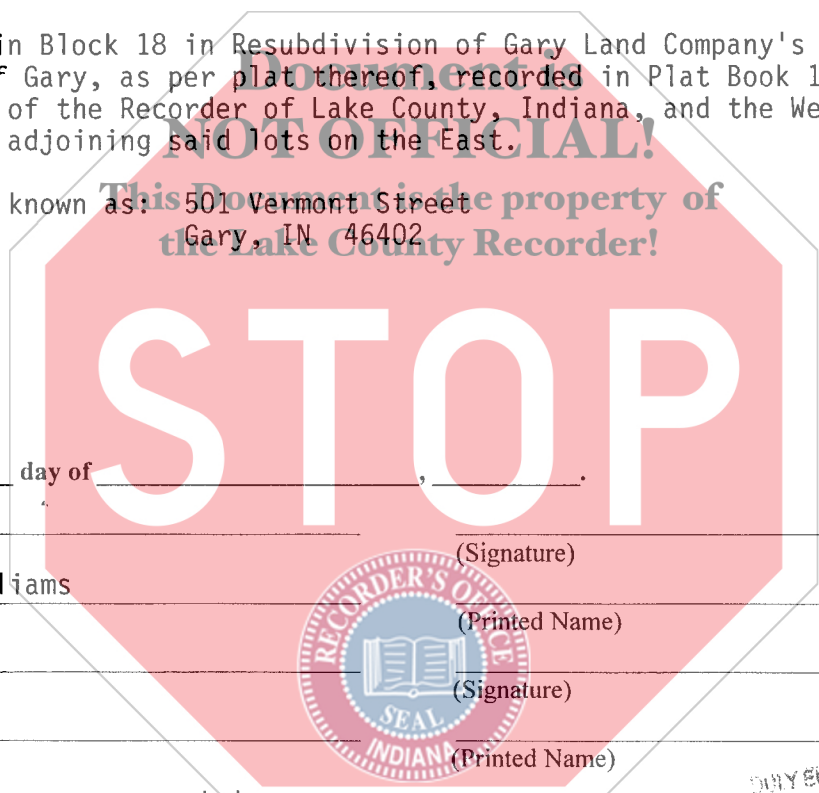 in Block 18 in Resubdivision of Gary Land Company's
f Gary, as per plat thereof, recorded in Plat Book 1
of the Recorder of Lake County, Indiana, and the We
adjoining said lots on the East.
Document is
NOT OFFICIAL!
This Document is the property of
the Lake County Recorder!
known as: 501 Vermont Street
Gary, IN 46402
STOP
day of , .
(Signature)
liams
(Printed Name)
(Signature)
(Printed Name)
RECORDER'S OFFICE
SEAL
INDIANA
DULY